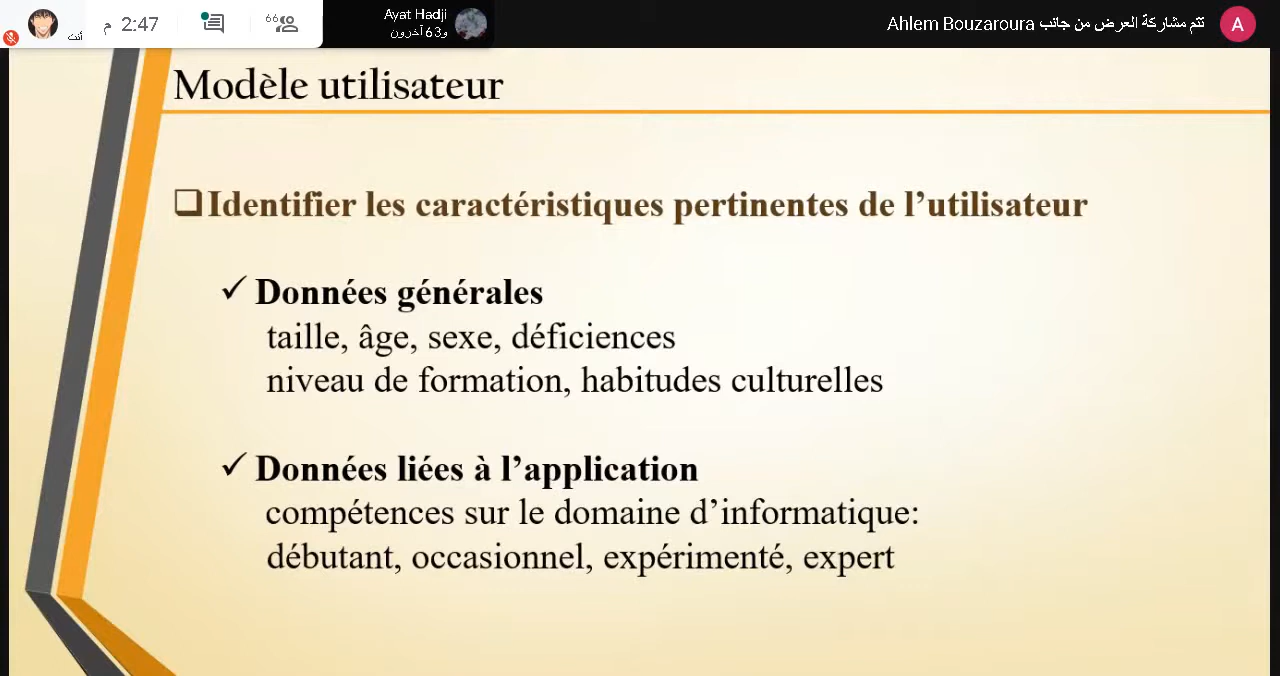 أنت
2:47 م
66
Ayat Hadji
و63 آخرون
تتم مشاركة العرض من جانب Ahlem Bouzaroura
A
Modèle utilisateur
Identifier les caractéristiques pertinentes de l’utilisateur
Données générales
taille, âge, sexe, déficiences
niveau de formation, habitudes culturelles
Données liées à l’application
compétences sur le domaine d’informatique:
débutant, occasionnel, expérimenté, expert